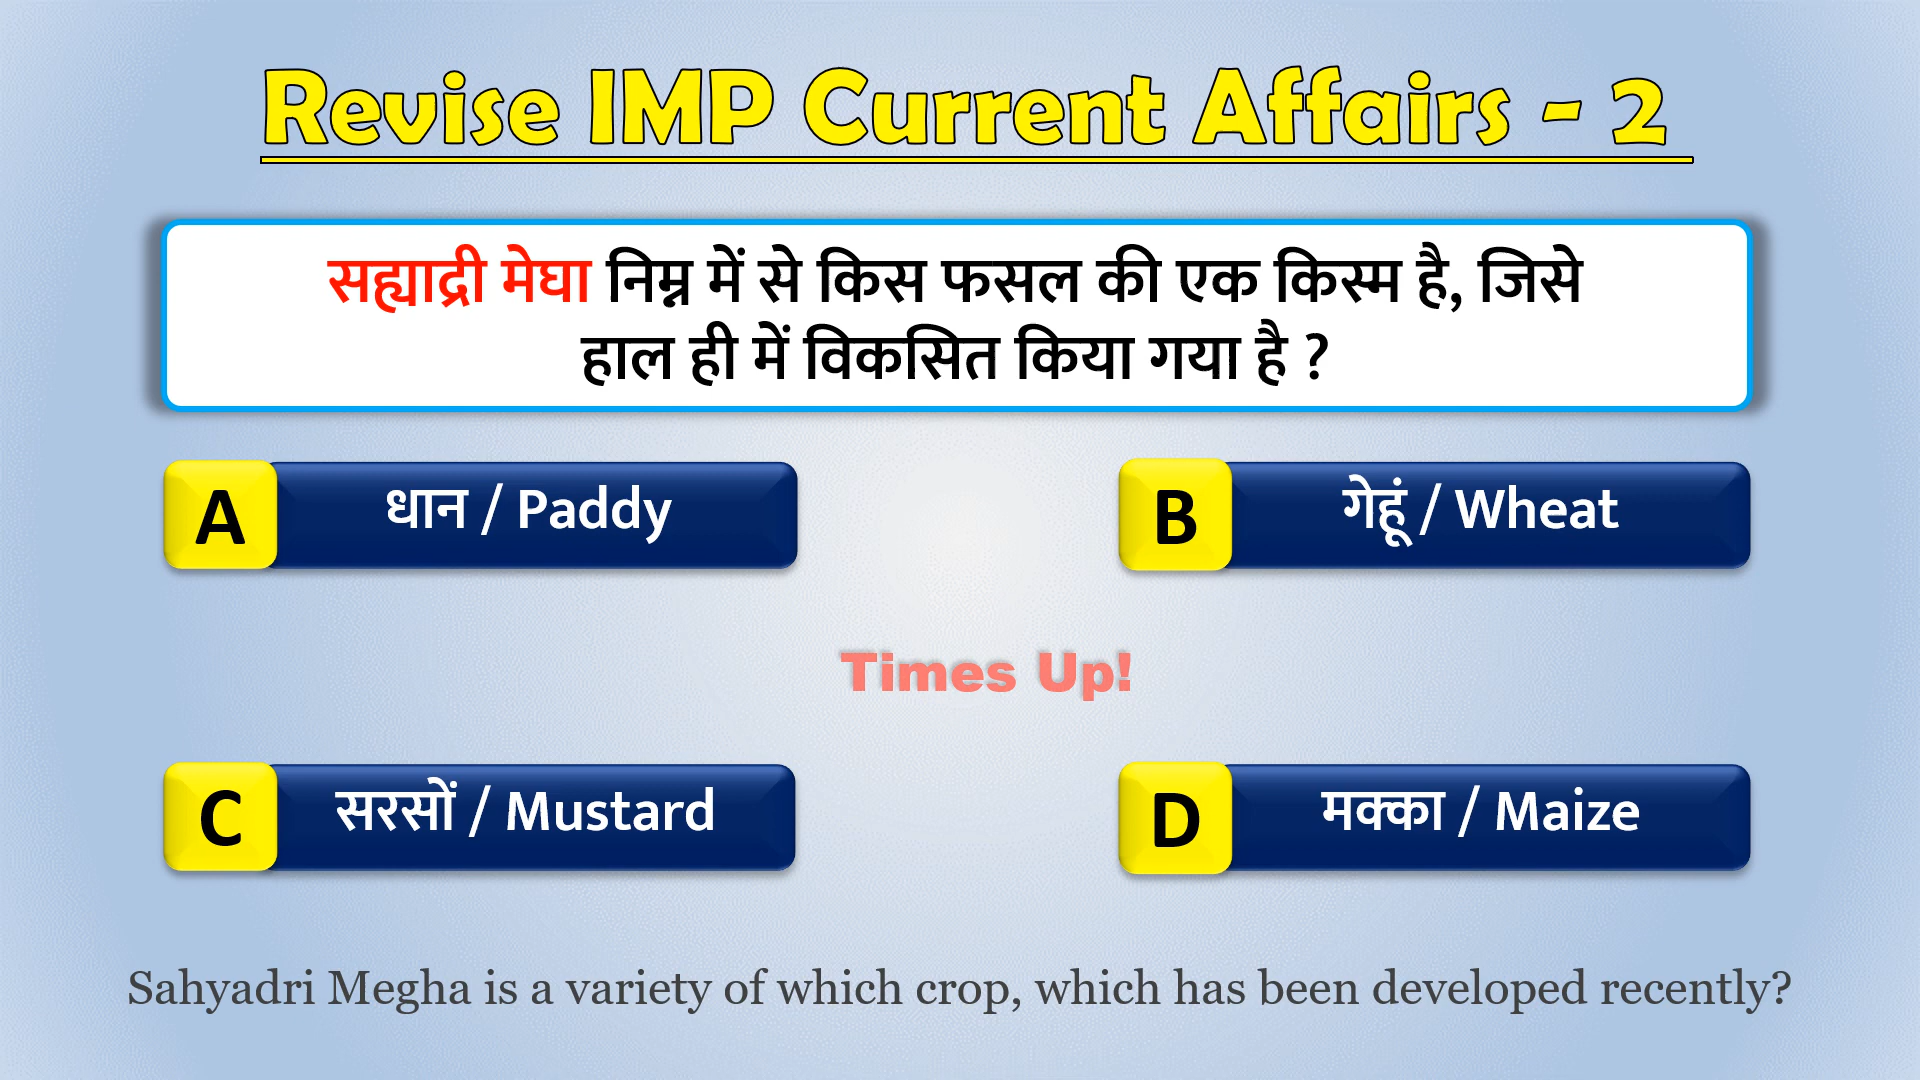 Revise IMP Current Affairs - 2
सह्याद्री मेघा निम्न में से किस फसल की एक किस्म है, जिसे
हाल ही में विकसित किया गया है ?
A धान / Paddy
B गेहूं / Wheat
Times Up!
C सरसों / Mustard
D मक्का / Maize
Sahyadri Megha is a variety of which crop, which has been developed recently?